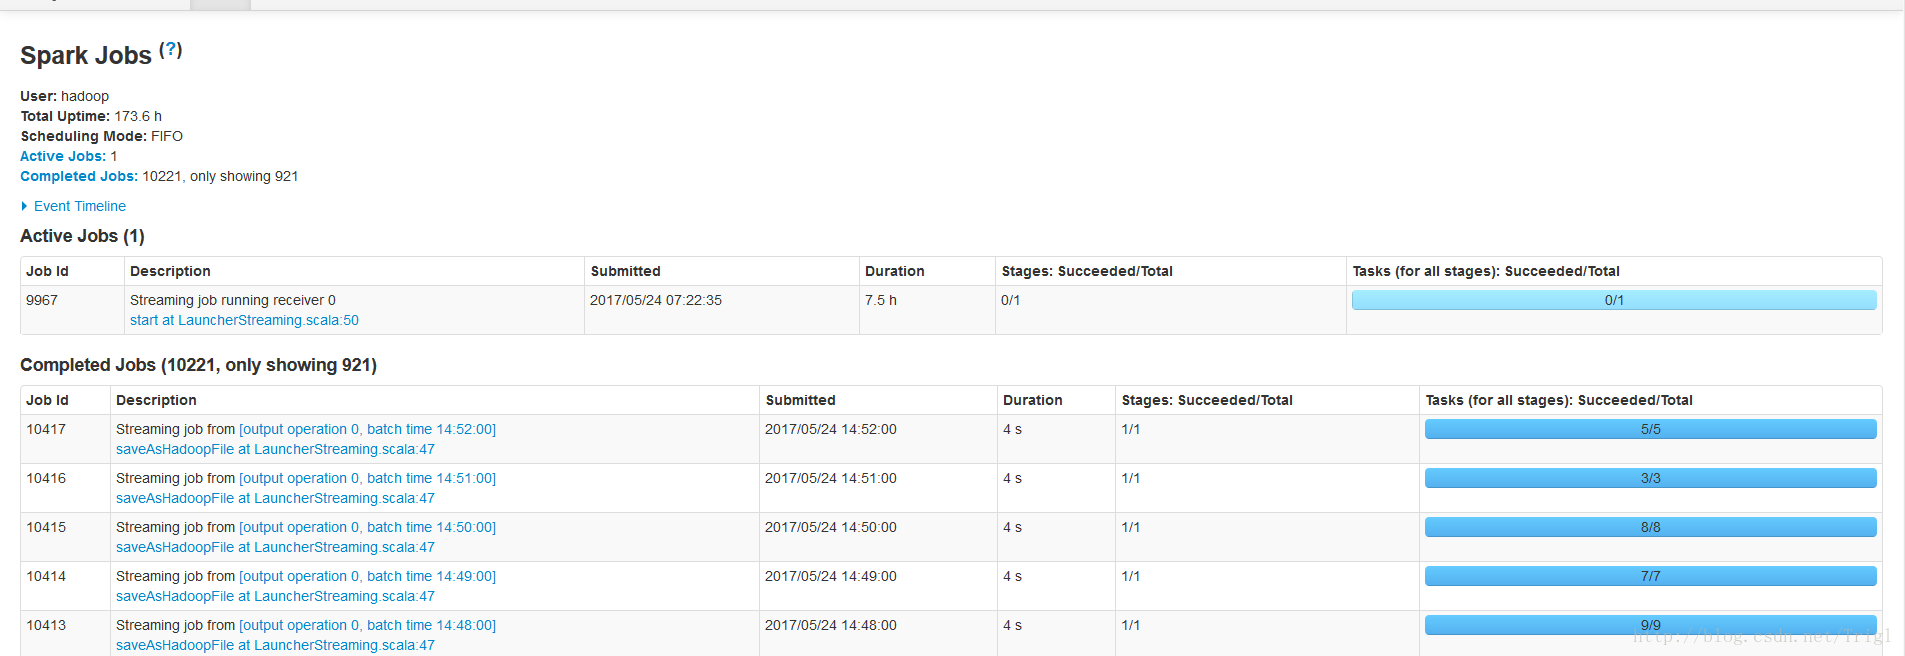 Spark Jobs (?)
User: hadoop
Total Uptime: 173.6 h
Scheduling Mode: FIFO
Active Jobs: 1
Completed Jobs: 10221, only showing 921
Event Timeline
Active Jobs (1)
Job Id Description Submitted Duration Stages: Succeeded/Total Tasks (for all stages): Succeeded/Total
9967 Streaming job running receiver 0 2017/05/24 07:22:35 7.5 h 0/1 0/1
start at LauncherStreaming.scala:50
Completed Jobs (10221, only showing 921)
Job Id Description Submitted Duration Stages: Succeeded/Total Tasks (for all stages): Succeeded/Total
10417 Streaming job from [output operation 0, batch time 14:52:00] 2017/05/24 14:52:00 4 s 1/1 5/5
saveAsHadoopFile at LauncherStreaming.scala:47
10416 Streaming job from [output operation 0, batch time 14:51:00] 2017/05/24 14:51:00 4 s 1/1 3/3
saveAsHadoopFile at LauncherStreaming.scala:47
10415 Streaming job from [output operation 0, batch time 14:50:00] 2017/05/24 14:50:00 4 s 1/1 8/8
saveAsHadoopFile at LauncherStreaming.scala:47
10414 Streaming job from [output operation 0, batch time 14:49:00] 2017/05/24 14:49:00 4 s 1/1 7/7
saveAsHadoopFile at LauncherStreaming.scala:47
10413 Streaming job from [output operation 0, batch time 14:48:00] 2017/05/24 14:48:00 4 s 1/1 9/9
saveAsHadoopFile at LauncherStreaming.scala:47
http://blog.csdn.net/Trigl